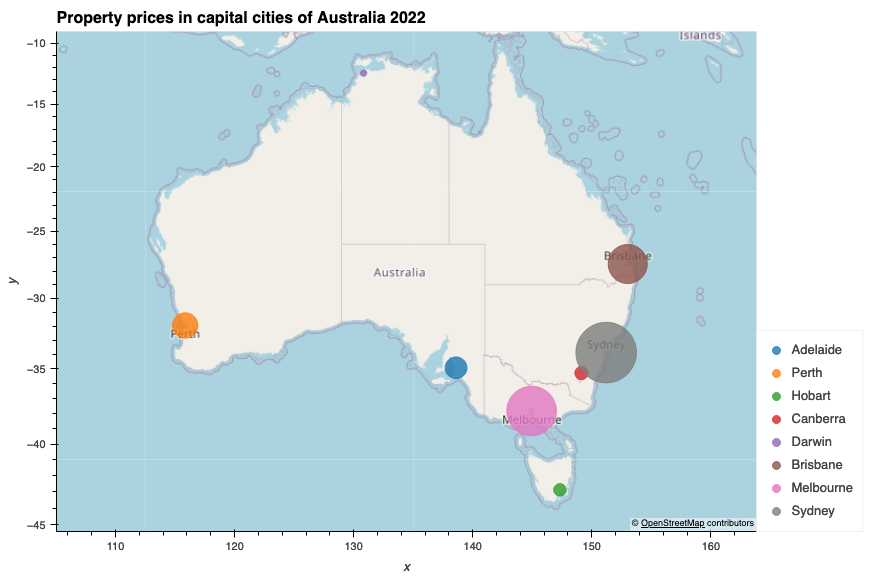 Property prices in capital cities of Australia 2022
Islands
−10
−15
−20
−25
−30
−35
−40
−45
y
Brisbane
Australia
Perth
Sydney
Melbourne
Adelaide
Perth
Hobart
Canberra
Darwin
Brisbane
Melbourne
Sydney
© OpenStreetMap contributors
110 120 130 140 150 160
x